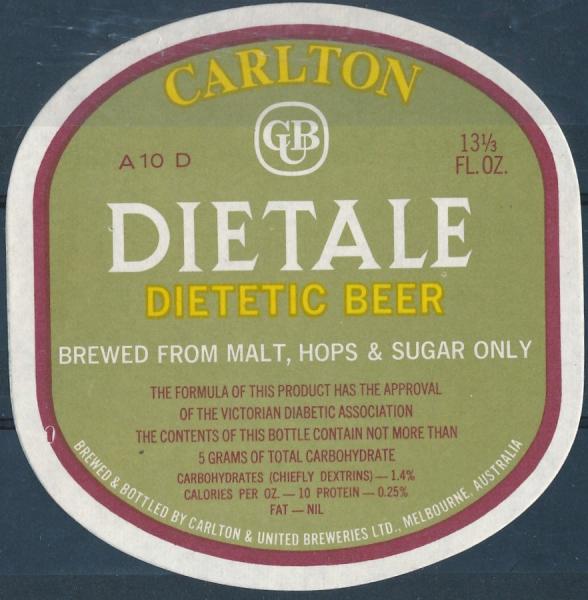 CARLTON
CUB
A 10 D
13⅓
FL. OZ.
DIETALE
DIETETIC BEER
BREWED FROM MALT, HOPS & SUGAR ONLY
THE FORMULA OF THIS PRODUCT HAS THE APPROVAL
OF THE VICTORIAN DIABETIC ASSOCIATION
THE CONTENTS OF THIS BOTTLE CONTAIN NOT MORE THAN
5 GRAMS OF TOTAL CARBOHYDRATE
CARBOHYDRATES (CHIEFLY DEXTRINS) — 1.4%
CALORIES PER OZ. — 10 PROTEIN — 0.25%
FAT — NIL
BREWED & BOTTLED BY CARLTON & UNITED BREWERIES LTD., MELBOURNE, AUSTRALIA